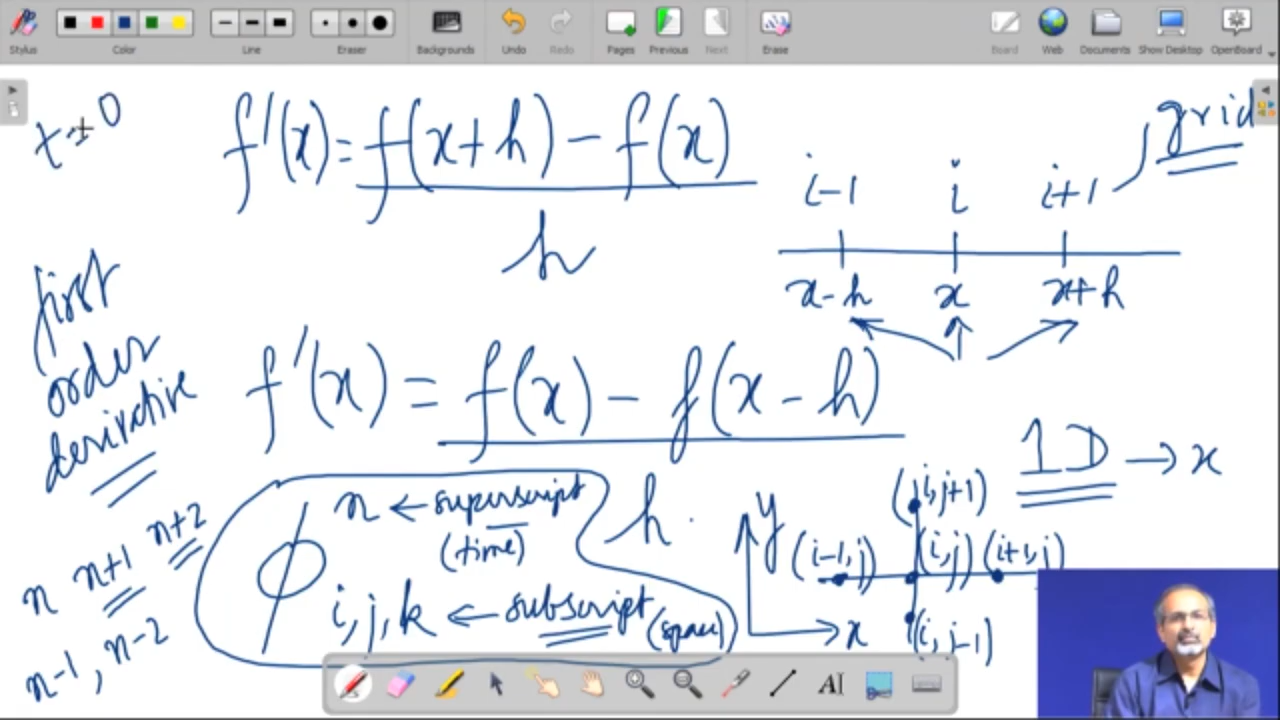 Stylus Color Line Eraser Backgrounds Undo Redo Pages Previous Next Erase Board Web Documents Show Desktop OpenBoard
t=0
f'(x) = f(x+h) - f(x)
h
grid
i-1 i i+1
x-h x x+h
first
order
derivative
f'(x) = f(x) - f(x-h)
h
1D → x
n n+1 n+2
n-1, n-2
ϕ
n ← superscript
(time)
i, j, k ← subscript (space)
y
x
(i,j+1)
(i-1,j) (i,j) (i+1,j)
(i, j-1)
AI